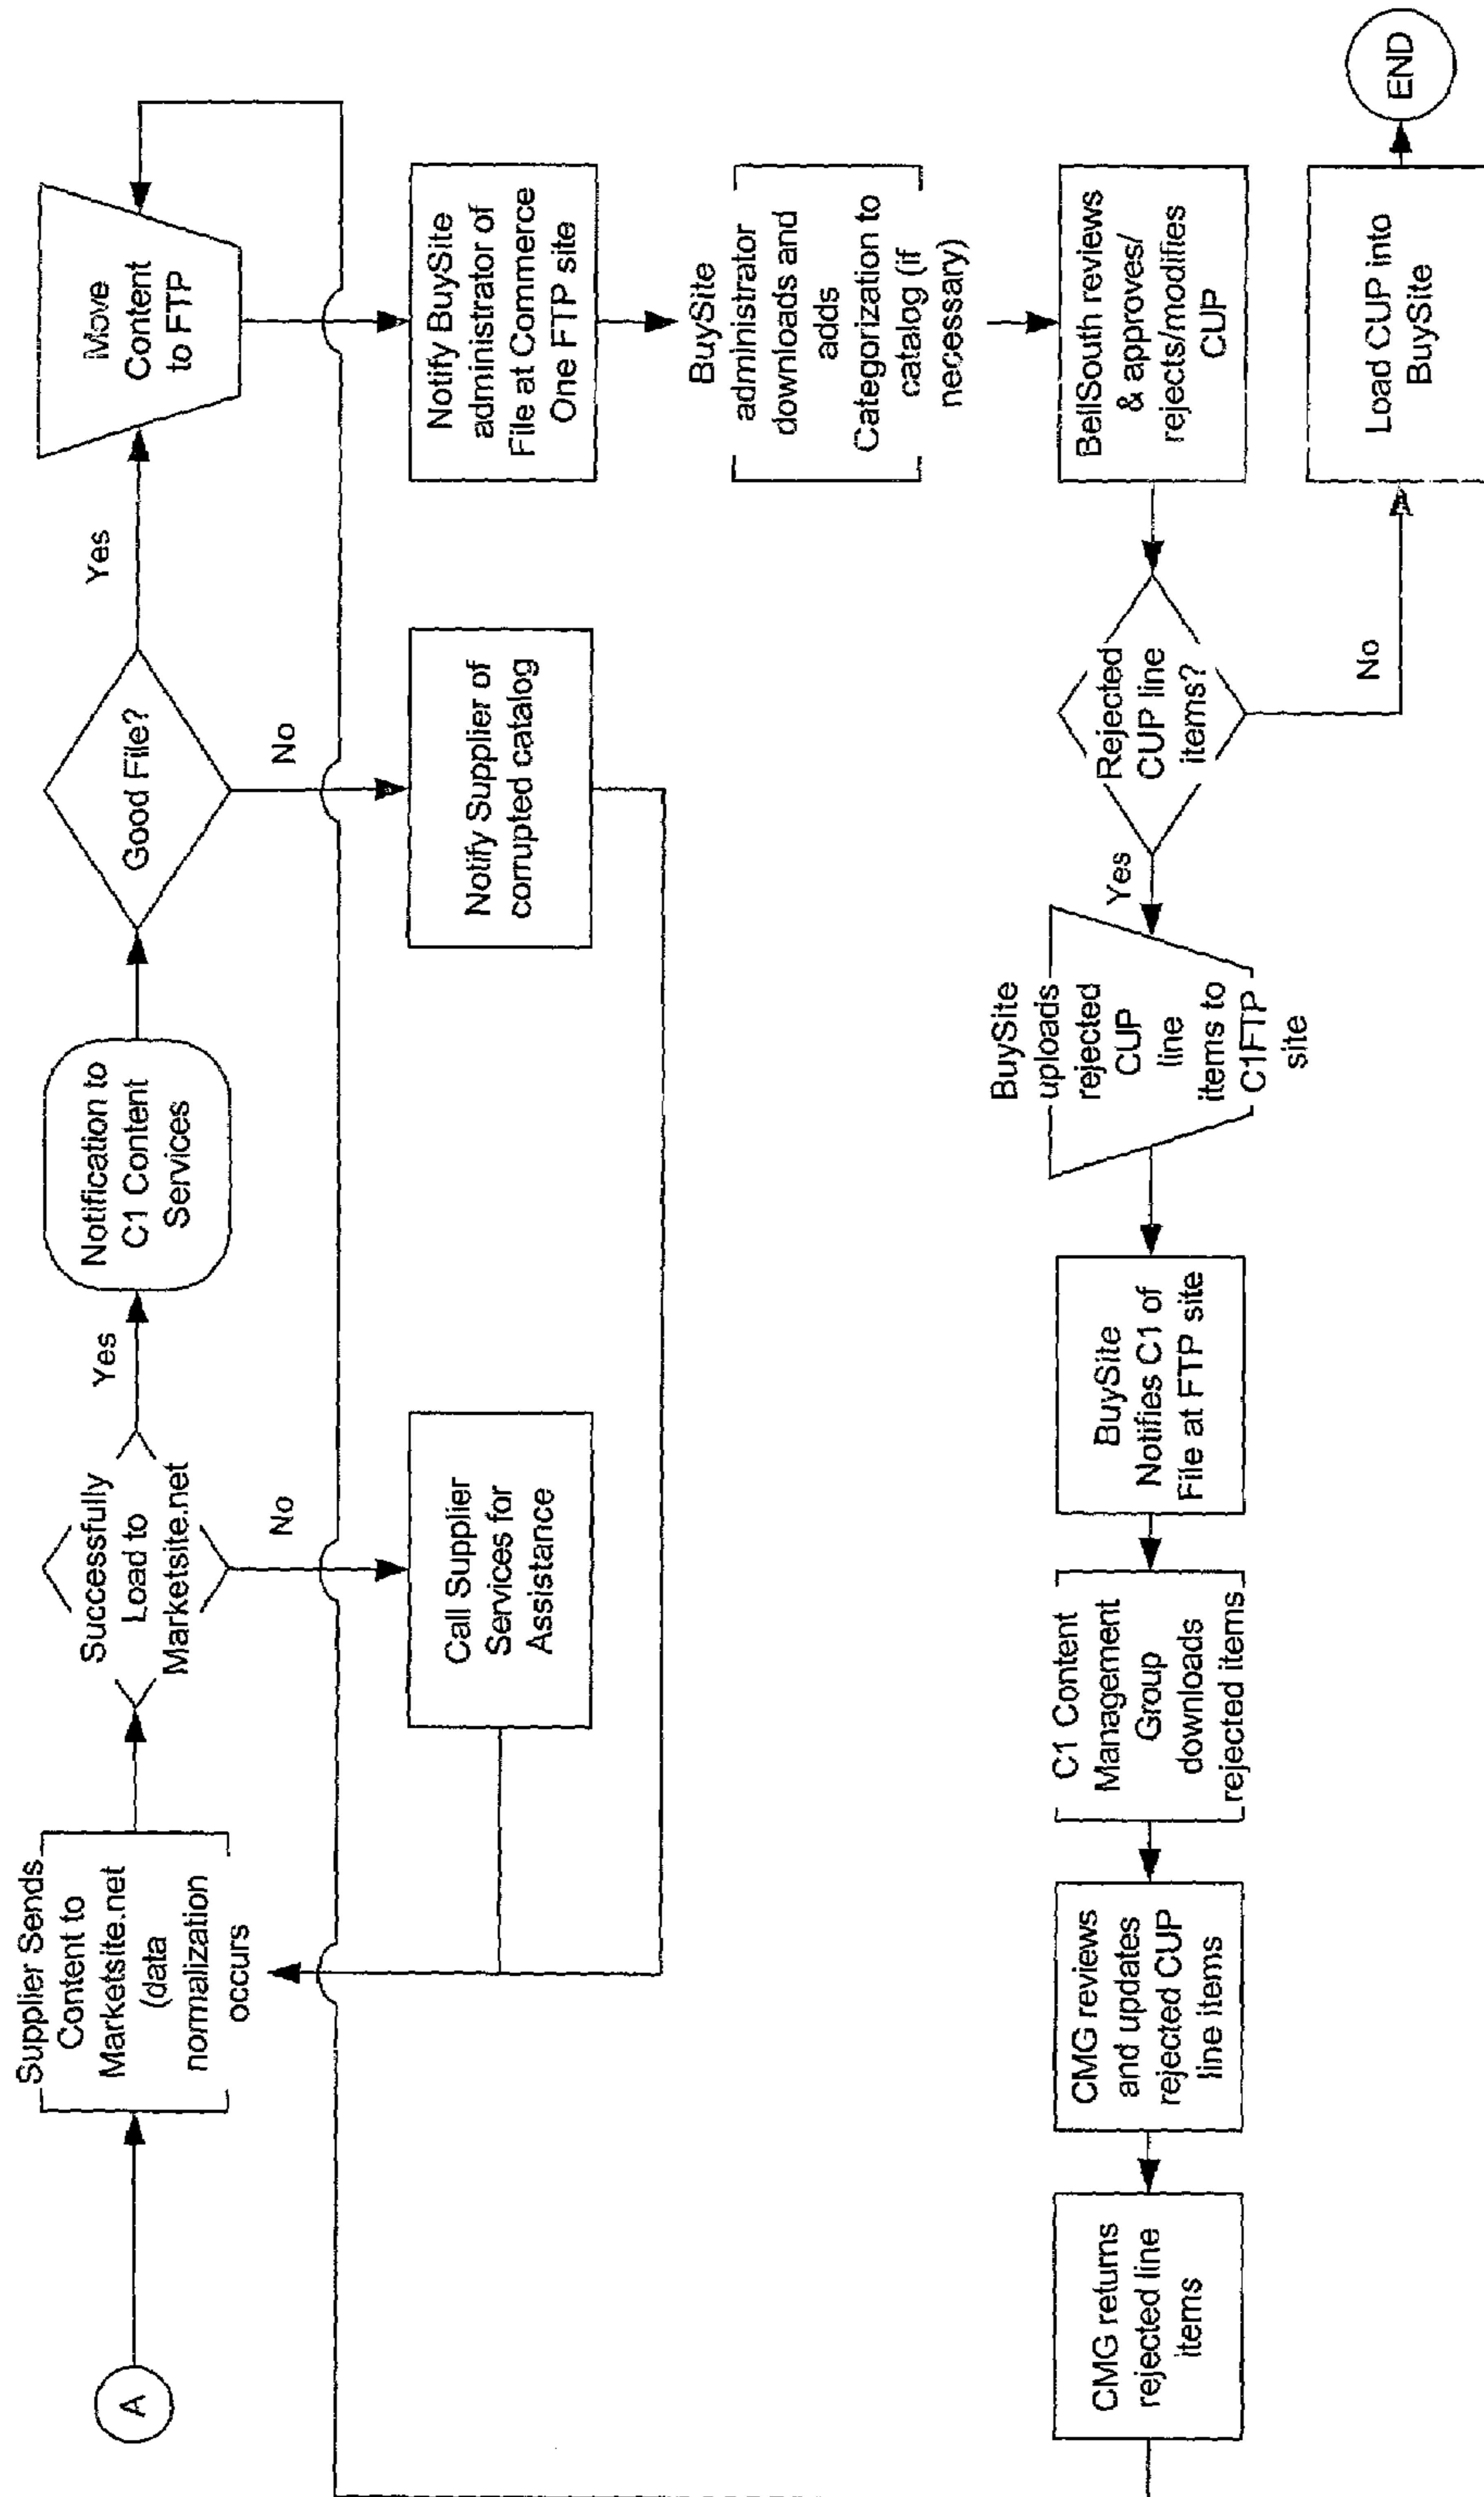 A
Supplier Sends
Content to
Marketsite.net
(data
normalization
occurs
Successfully
Load to
Marketsite.net
Yes
No
Notification to
C1 Content
Services
Good File?
Yes
No
Move
Content
to FTP
Call Supplier
Services for
Assistance
Notify Supplier of
corrupted catalog
Notify BuySite
administrator of
File at Commerce
One FTP site
BuySite
administrator
downloads and
adds
Categorization to
catalog (if
necessary)
BellSouth reviews
& approves/
rejects/modifies
CUP
Rejected
CUP line
items?
Yes
No
BuySite
uploads
rejected
CUP
line
items to
C1FTP
site
BuySite
Notifies C1 of
File at FTP site
C1 Content
Management
Group
downloads
rejected items
CMG reviews
and updates
rejected CUP
line items
CMG returns
rejected line
items
Load CUP into
BuySite
END